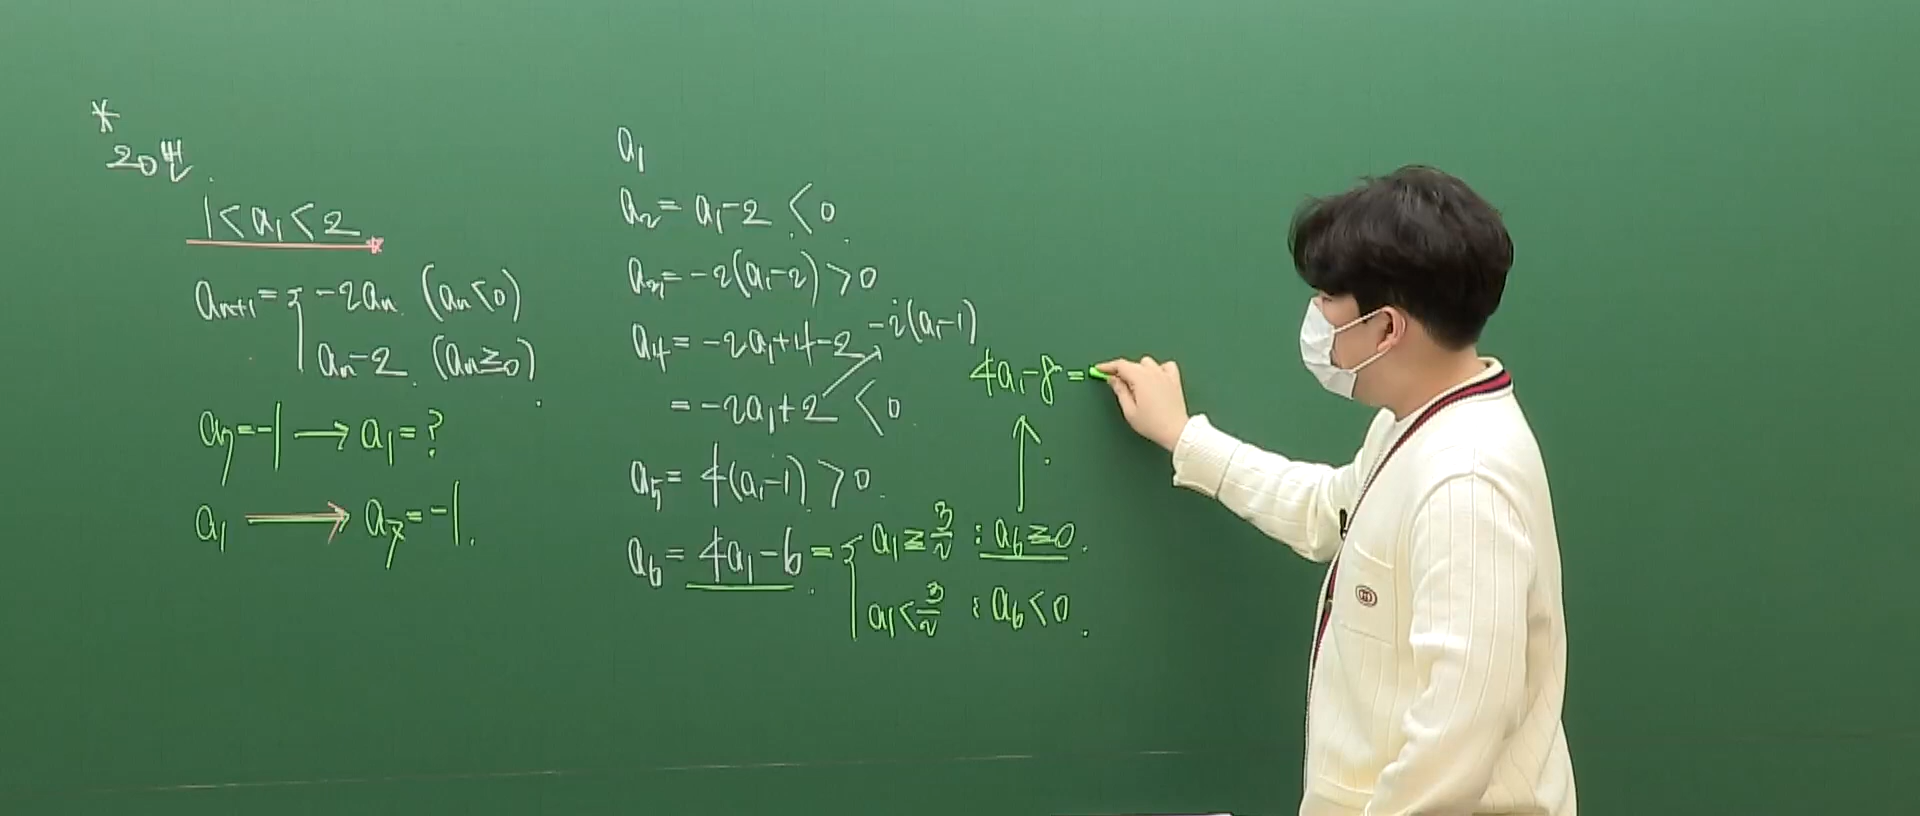 *
20번
1<a₁<2
aₙ₊₁= { -2aₙ (aₙ<0)
aₙ-2 (aₙ≥0)
a₇=-1 → a₁=?
a₁ → a₇=-1
a₁
a₂= a₁-2 <0
a₃= -2(a₁-2) >0
a₄= -2a₁+4-2
-2(a₁-1)
= -2a₁+2 <0
a₅= 4(a₁-1) >0
a₆= 4a₁-6 = { a₁≥3/2 : a₆≥0
a₁<3/2 : a₆<0
4a₁-8=